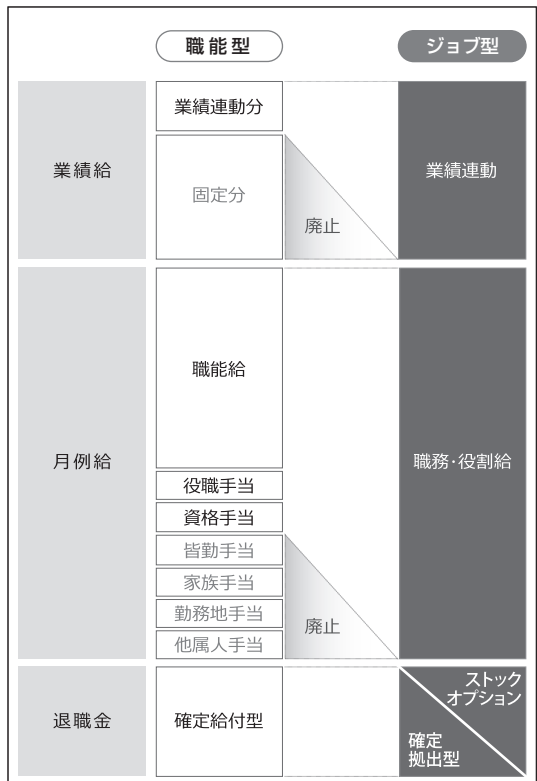 職能型
ジョブ型
業績給
業績連動分
固定分
廃止
業績連動
月例給
職能給
役職手当
資格手当
皆勤手当
家族手当
勤務地手当
他属人手当
廃止
職務・役割給
退職金
確定給付型
ストック
オプション
確定
拠出型